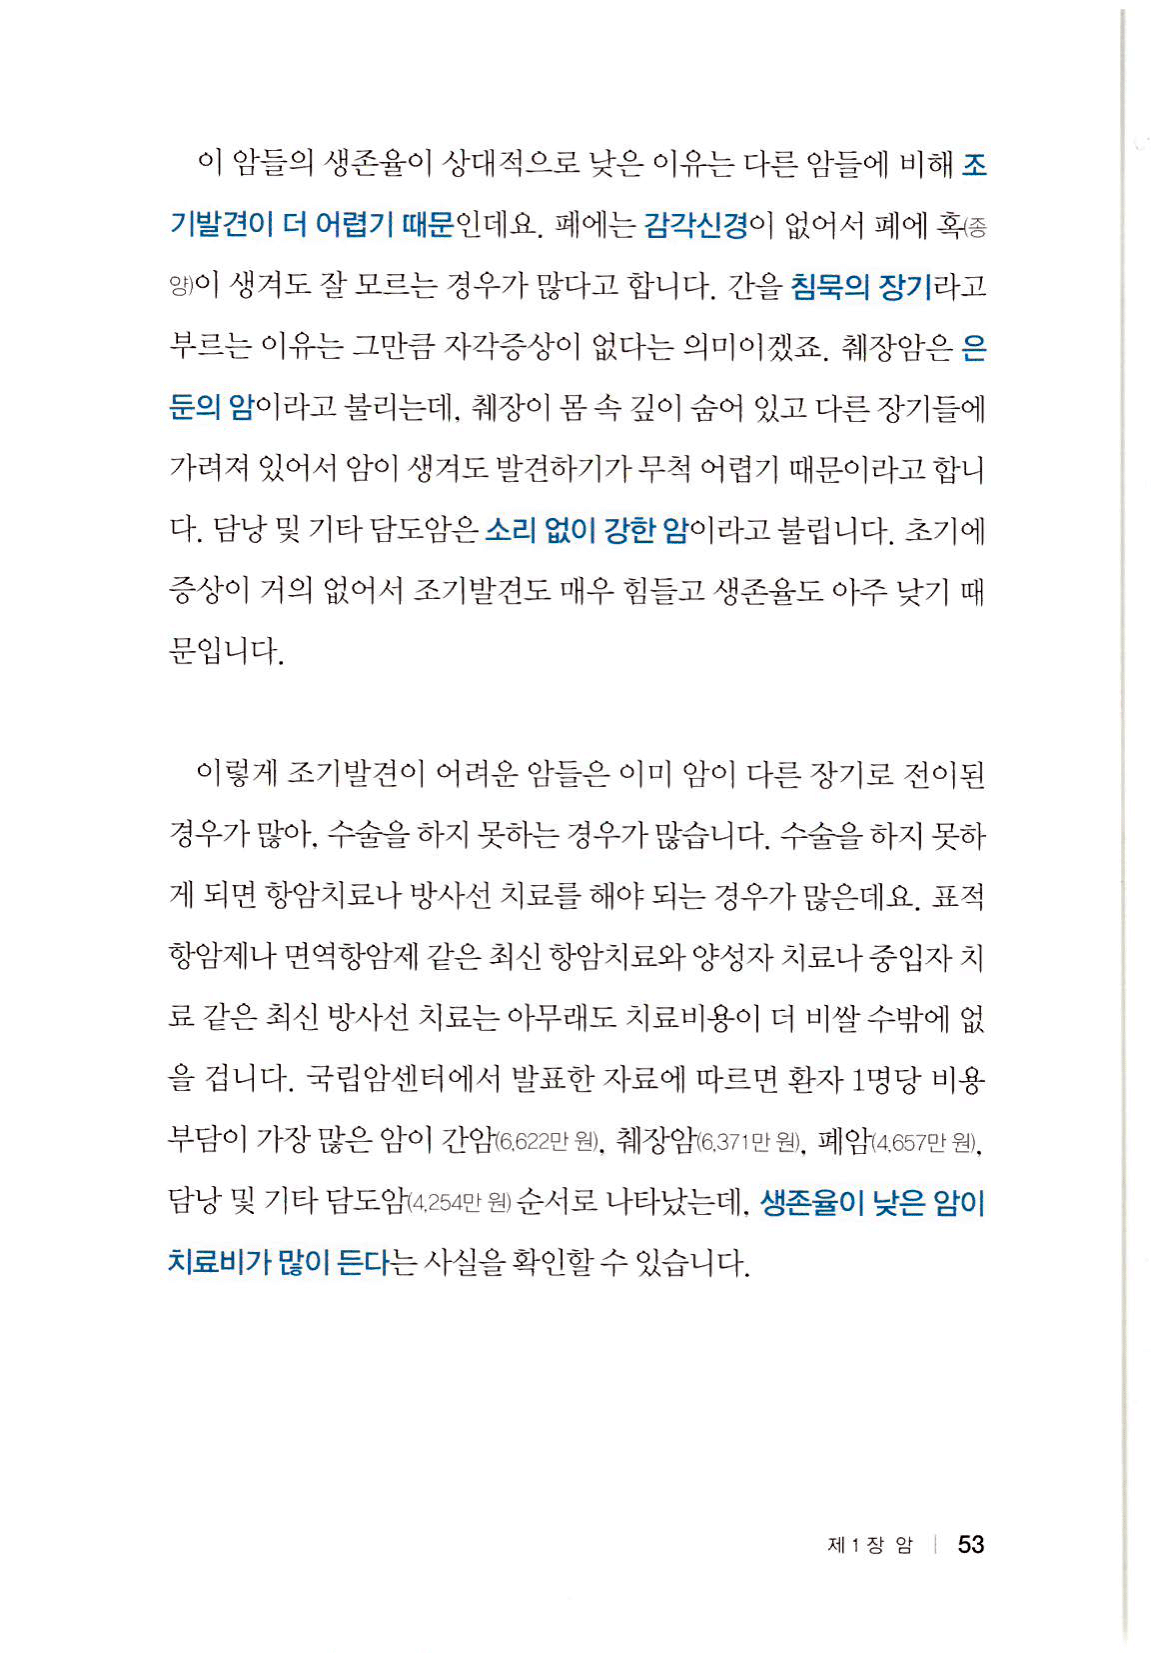 이 암들의 생존율이 상대적으로 낮은 이유는 다른 암들에 비해 조
기발견이 더 어렵기 때문인데요. 폐에는 감각신경이 없어서 폐에 혹(종
양)이 생겨도 잘 모르는 경우가 많다고 합니다. 간을 침묵의 장기라고
부르는 이유는 그만큼 자각증상이 없다는 의미이겠죠. 췌장암은 은
둔의 암이라고 불리는데, 췌장이 몸 속 깊이 숨어 있고 다른 장기들에
가려져 있어서 암이 생겨도 발견하기가 무척 어렵기 때문이라고 합니
다. 담낭 및 기타 담도암은 소리 없이 강한 암이라고 불립니다. 초기에
증상이 거의 없어서 조기발견도 매우 힘들고 생존율도 아주 낮기 때
문입니다.
이렇게 조기발견이 어려운 암들은 이미 암이 다른 장기로 전이된
경우가 많아, 수술을 하지 못하는 경우가 많습니다. 수술을 하지 못하
게 되면 항암치료나 방사선 치료를 해야 되는 경우가 많은데요. 표적
항암제나 면역항암제 같은 최신 항암치료와 양성자 치료나 중입자 치
료 같은 최신 방사선 치료는 아무래도 치료비용이 더 비쌀 수밖에 없
을 겁니다. 국립암센터에서 발표한 자료에 따르면 환자 1명당 비용
부담이 가장 많은 암이 간암(6,622만 원), 췌장암(6,371만 원), 폐암(4,657만 원),
담낭 및 기타 담도암(4,254만 원) 순서로 나타났는데, 생존율이 낮은 암이
치료비가 많이 든다는 사실을 확인할 수 있습니다.
제1장 암 | 53